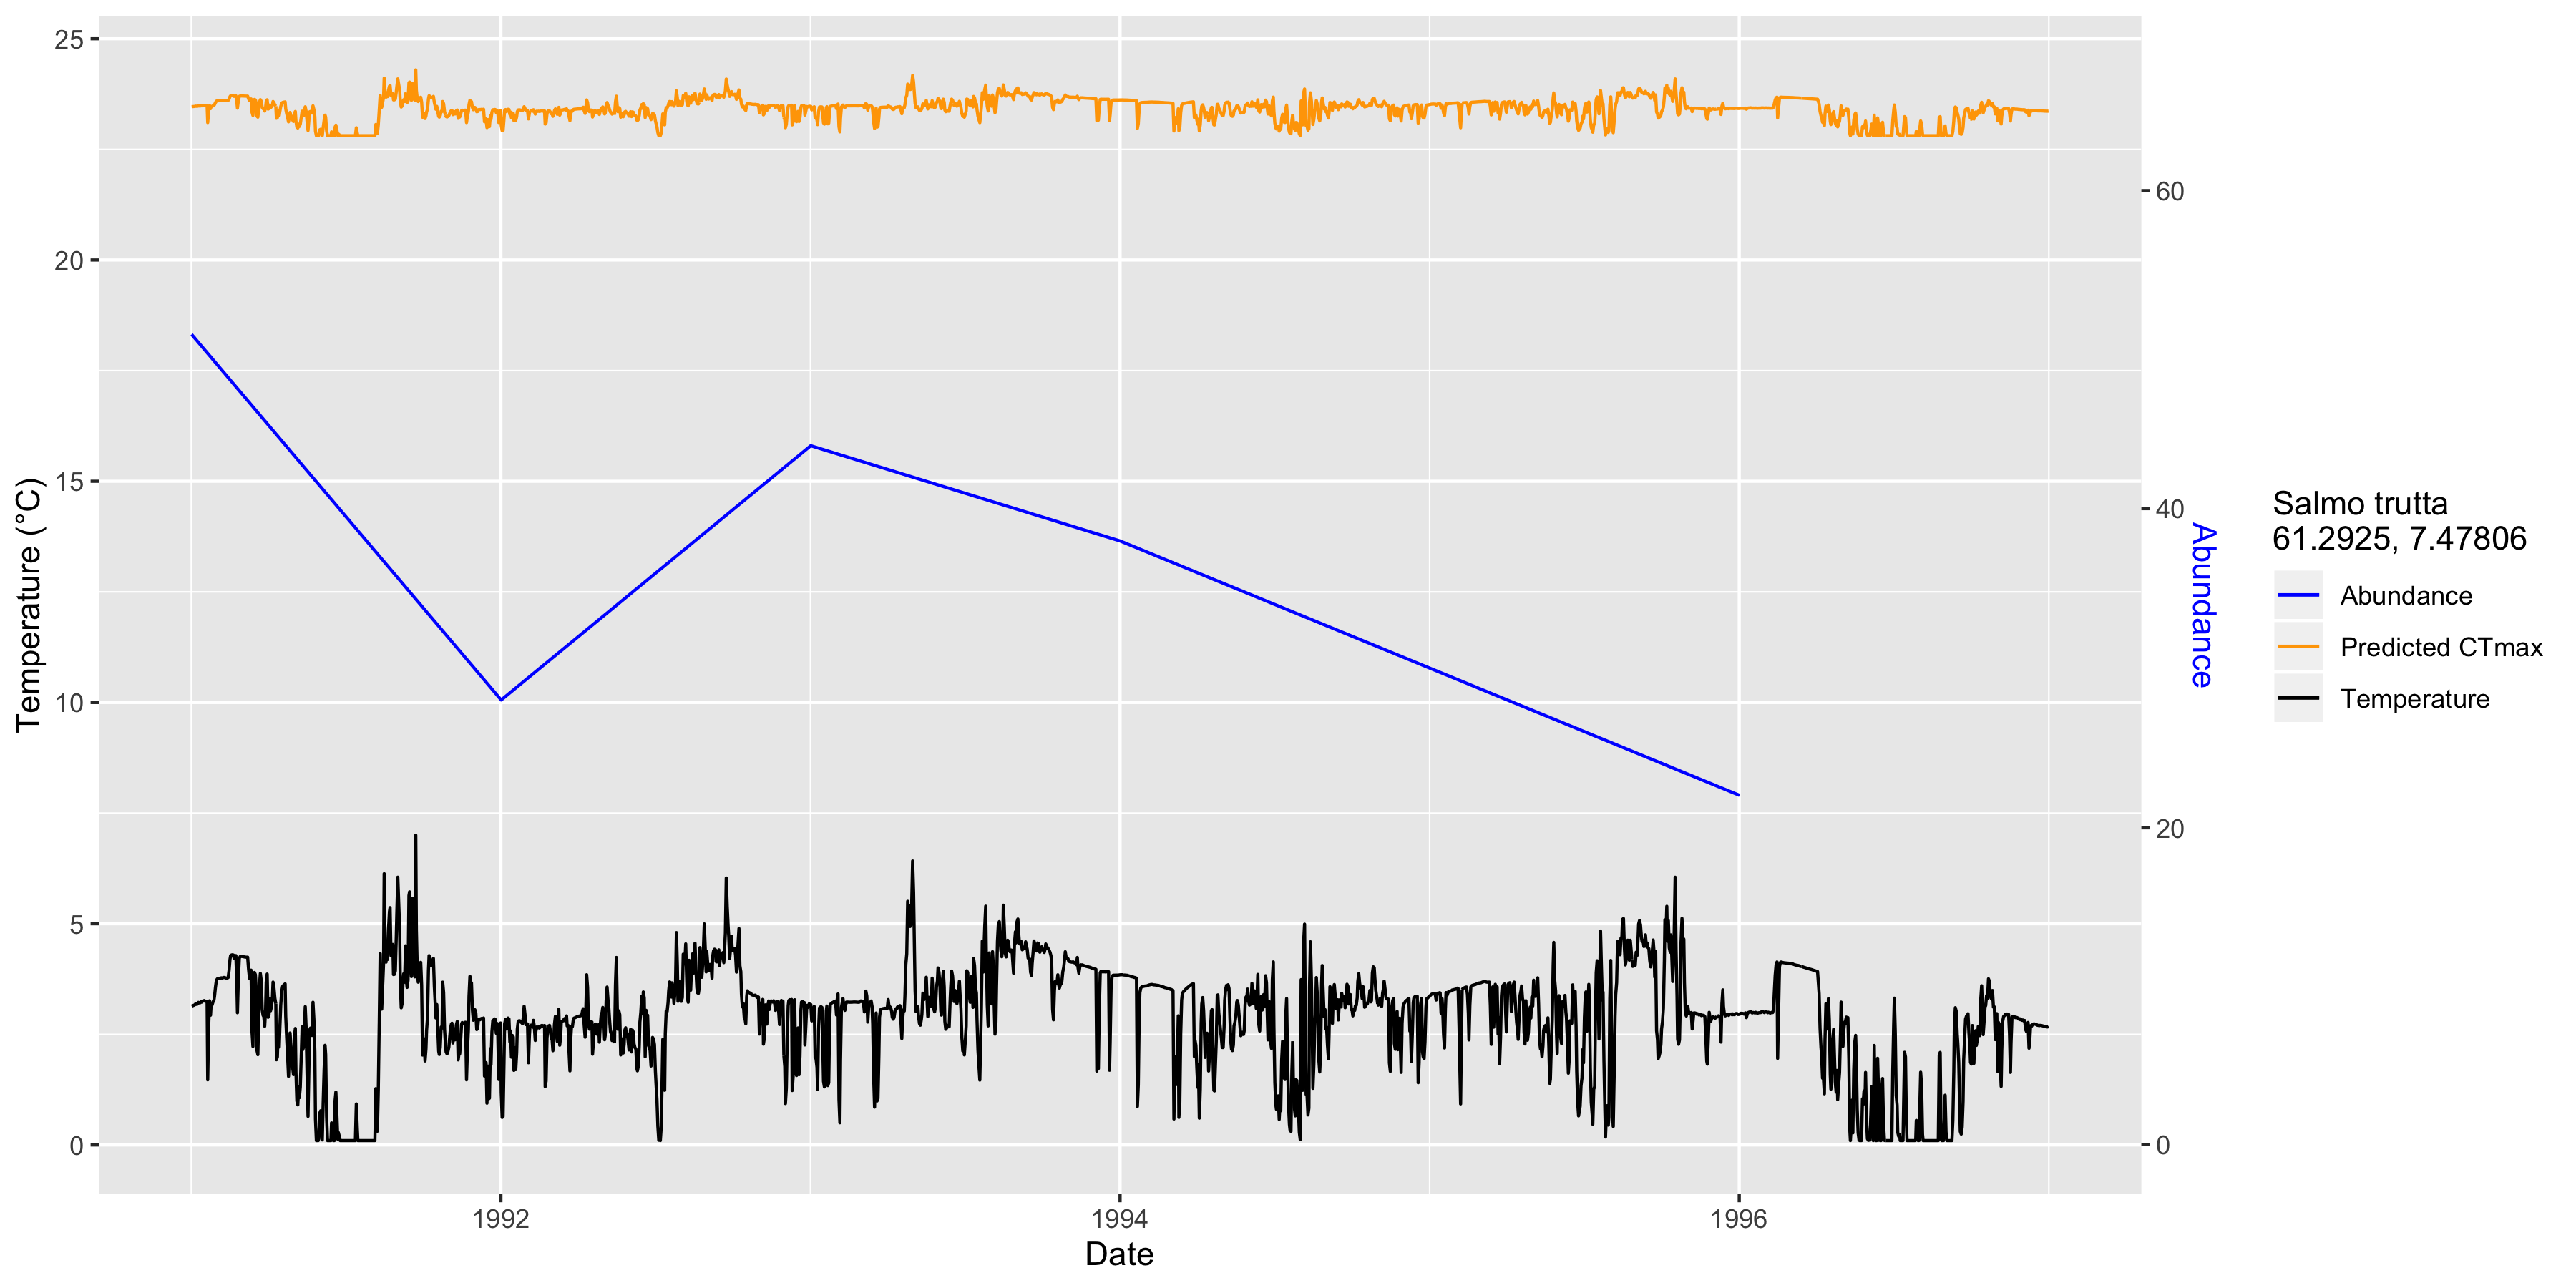 25
20
15
10
5
0
Temperature (°C)
1992
1994
1996
Date
60
40
20
0
Abundance
Salmo trutta
61.2925, 7.47806
Abundance
Predicted CTmax
Temperature